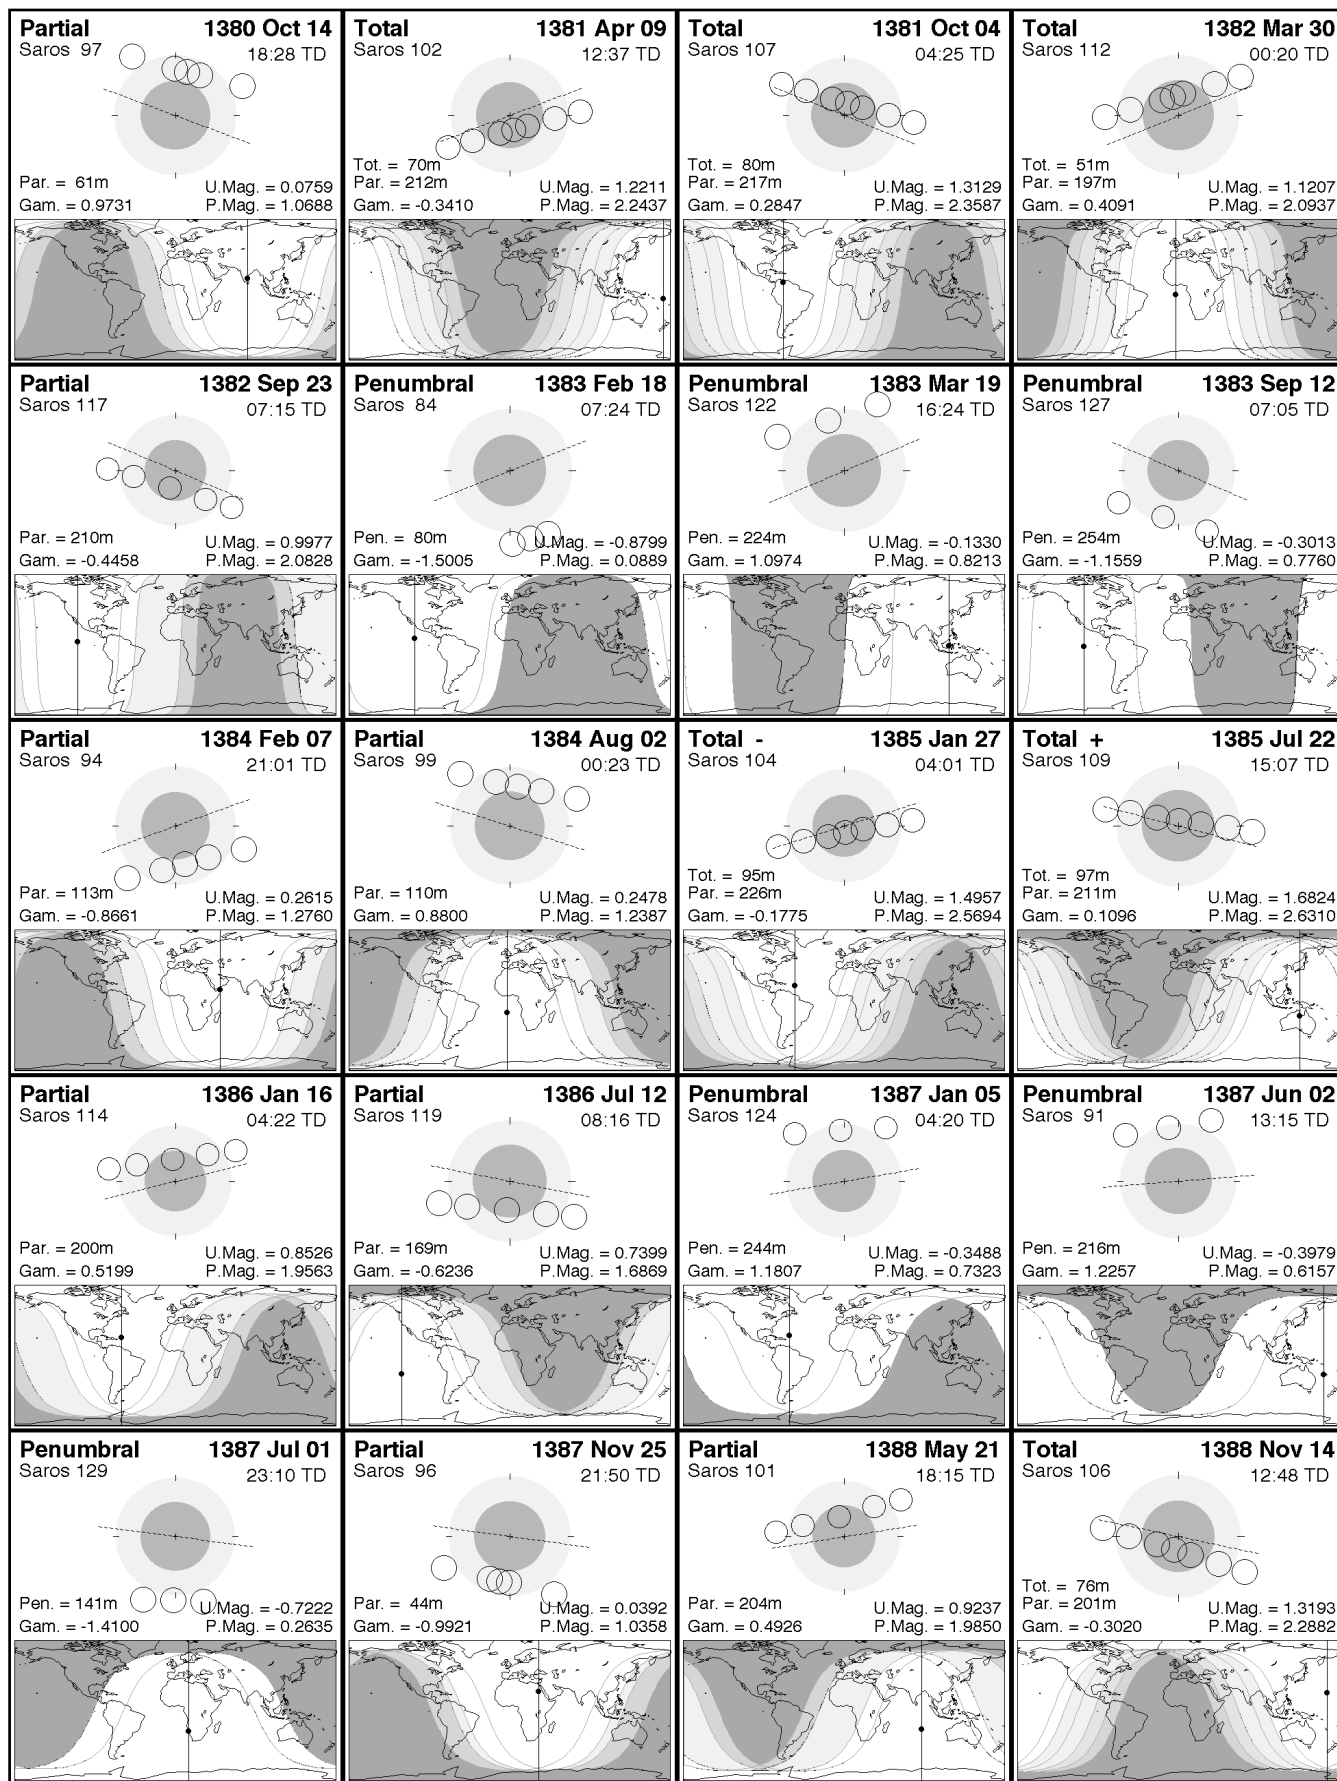 Partial 1380 Oct 14
Saros 97 18:28 TD
Par. = 61m U.Mag. = 0.0759
Gam. = 0.9731 P.Mag. = 1.0688
Total 1381 Apr 09
Saros 102 12:37 TD
Tot. = 70m
Par. = 212m U.Mag. = 1.2211
Gam. = -0.3410 P.Mag. = 2.2437
Total 1381 Oct 04
Saros 107 04:25 TD
Tot. = 80m
Par. = 217m U.Mag. = 1.3129
Gam. = 0.2847 P.Mag. = 2.3587
Total 1382 Mar 30
Saros 112 00:20 TD
Tot. = 51m
Par. = 197m U.Mag. = 1.1207
Gam. = 0.4091 P.Mag. = 2.0937
Partial 1382 Sep 23
Saros 117 07:15 TD
Par. = 210m U.Mag. = 0.9977
Gam. = -0.4458 P.Mag. = 2.0828
Penumbral 1383 Feb 18
Saros 84 07:24 TD
Pen. = 80m U.Mag. = -0.8799
Gam. = -1.5005 P.Mag. = 0.0889
Penumbral 1383 Mar 19
Saros 122 16:24 TD
Pen. = 224m U.Mag. = -0.1330
Gam. = 1.0974 P.Mag. = 0.8213
Penumbral 1383 Sep 12
Saros 127 07:05 TD
Pen. = 254m U.Mag. = -0.3013
Gam. = -1.1559 P.Mag. = 0.7760
Partial 1384 Feb 07
Saros 94 21:01 TD
Par. = 113m U.Mag. = 0.2615
Gam. = -0.8661 P.Mag. = 1.2760
Partial 1384 Aug 02
Saros 99 00:23 TD
Par. = 110m U.Mag. = 0.2478
Gam. = 0.8800 P.Mag. = 1.2387
Total - 1385 Jan 27
Saros 104 04:01 TD
Tot. = 95m
Par. = 226m U.Mag. = 1.4957
Gam. = -0.1775 P.Mag. = 2.5694
Total + 1385 Jul 22
Saros 109 15:07 TD
Tot. = 97m
Par. = 211m U.Mag. = 1.6824
Gam. = 0.1096 P.Mag. = 2.6310
Partial 1386 Jan 16
Saros 114 04:22 TD
Par. = 200m U.Mag. = 0.8526
Gam. = 0.5199 P.Mag. = 1.9563
Partial 1386 Jul 12
Saros 119 08:16 TD
Par. = 169m U.Mag. = 0.7399
Gam. = -0.6236 P.Mag. = 1.6869
Penumbral 1387 Jan 05
Saros 124 04:20 TD
Pen. = 244m U.Mag. = -0.3488
Gam. = 1.1807 P.Mag. = 0.7323
Penumbral 1387 Jun 02
Saros 91 13:15 TD
Pen. = 216m U.Mag. = -0.3979
Gam. = 1.2257 P.Mag. = 0.6157
Penumbral 1387 Jul 01
Saros 129 23:10 TD
Pen. = 141m U.Mag. = -0.7222
Gam. = -1.4100 P.Mag. = 0.2635
Partial 1387 Nov 25
Saros 96 21:50 TD
Par. = 44m U.Mag. = 0.0392
Gam. = -0.9921 P.Mag. = 1.0358
Partial 1388 May 21
Saros 101 18:15 TD
Par. = 204m U.Mag. = 0.9237
Gam. = 0.4926 P.Mag. = 1.9850
Total 1388 Nov 14
Saros 106 12:48 TD
Tot. = 76m
Par. = 201m U.Mag. = 1.3193
Gam. = -0.3020 P.Mag. = 2.2882